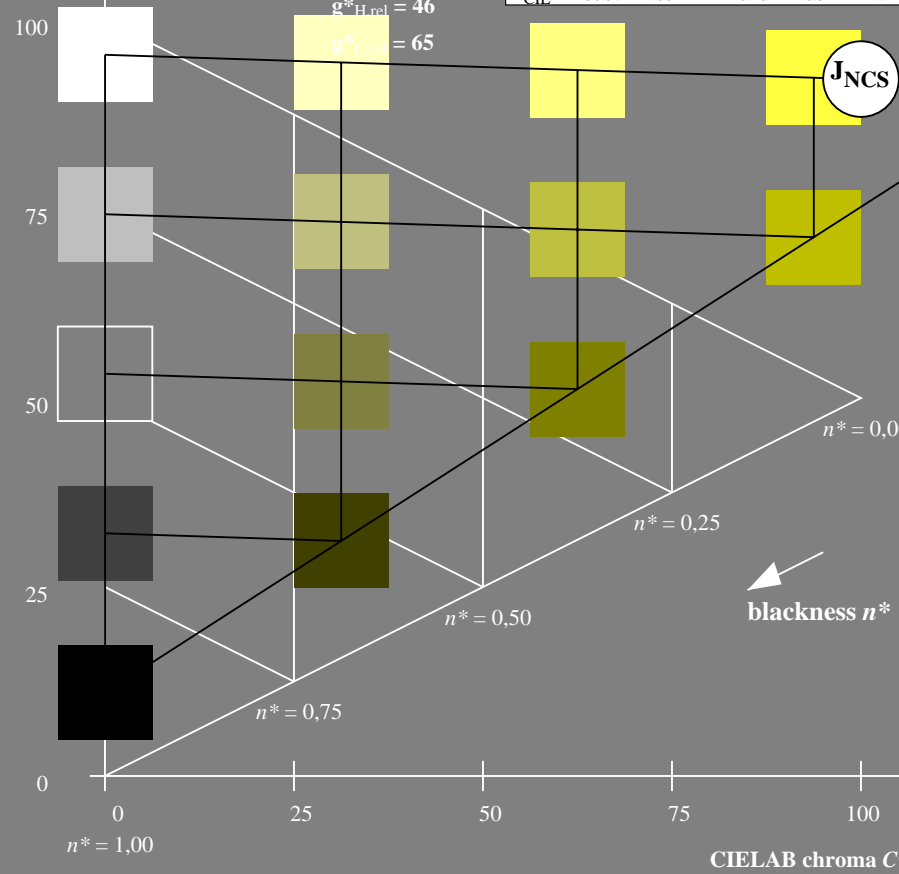 g*H,rel = 46
100
g*C,rel = 65
JNCS
75
50
n* = 0,0
n* = 0,25
25
blackness n*
n* = 0,50
n* = 0,75
0
0 25 50 75 100
n* = 1,00
CIELAB chroma C